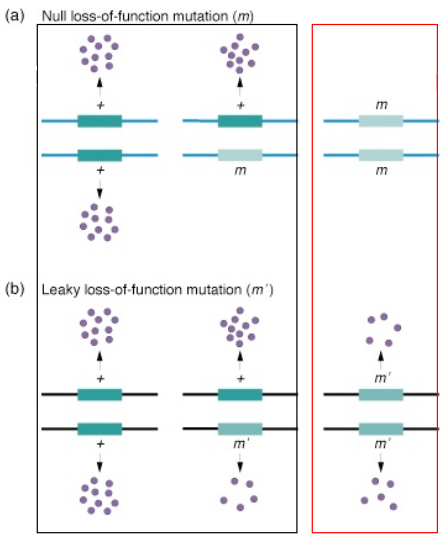 (a) Null loss-of-function mutation (m)
+ + m
+ m m
(b) Leaky loss-of-function mutation (m′)
+ + m′
+ m′ m′